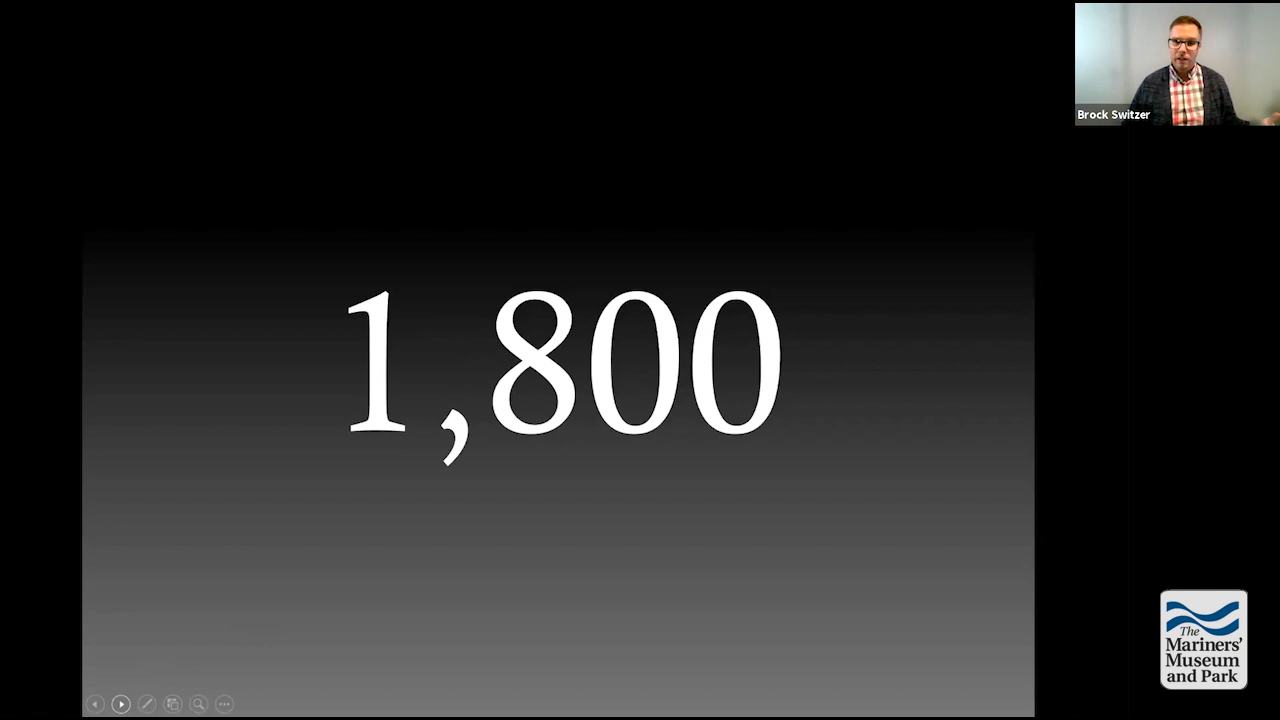 Brock Switzer
1,800
The
Mariners'
Museum
and Park